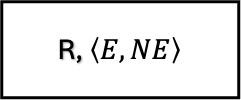 R, ⟨E, NE⟩